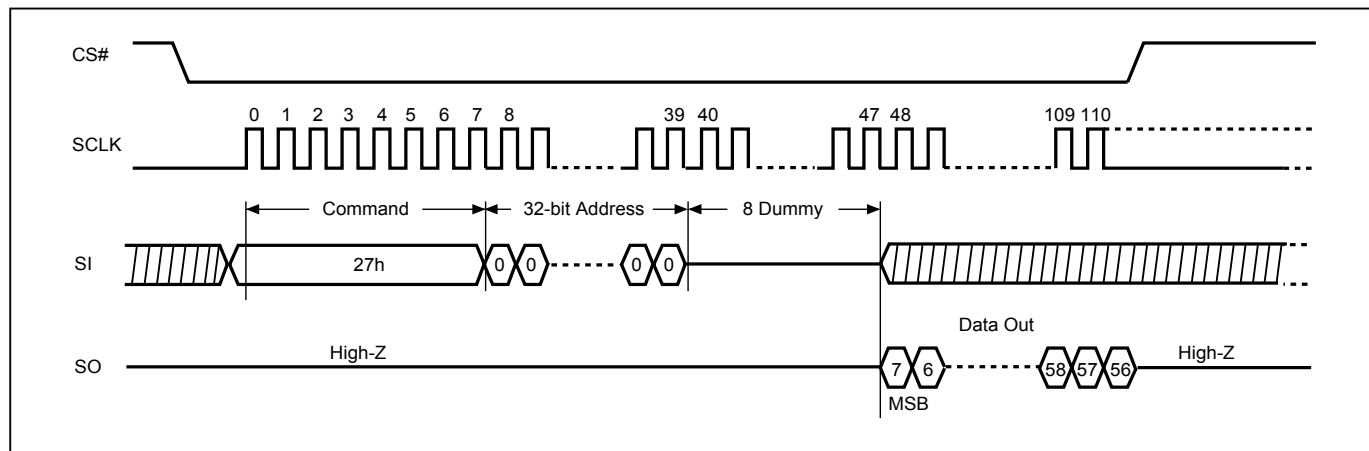 CS#
0 1 2 3 4 5 6 7 8 39 40 47 48 109 110
SCLK
Command 32-bit Address 8 Dummy
SI 27h 0 0 0 0
Data Out
High-Z High-Z
SO 7 6 58 57 56
MSB